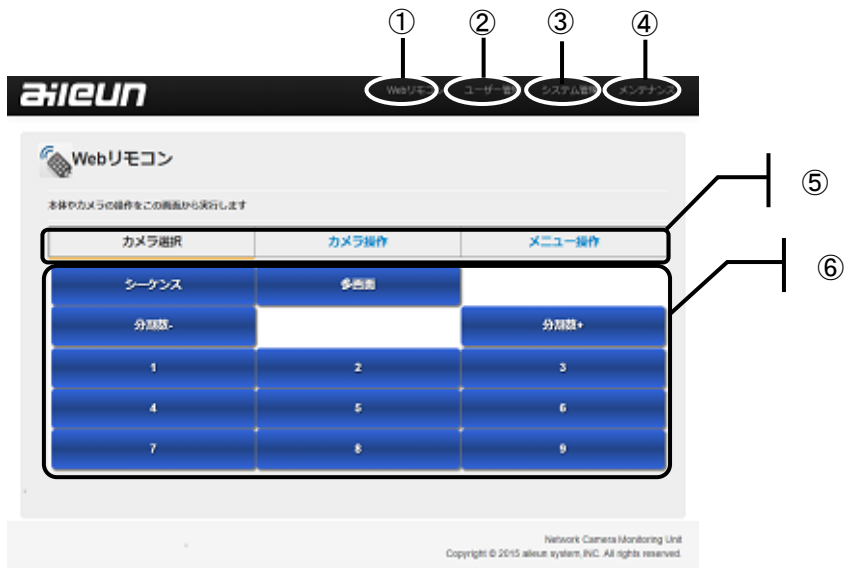 ① ② ③ ④
aileun
Webリモコン ユーザー管理 システム管理 メンテナンス
Webリモコン
⑤
本体やカメラの操作をこの画面から実行します
カメラ選択 カメラ操作 メニュー操作
⑥
シーケンス 多画面
分割数- 分割数+
1 2 3
4 5 6
7 8 9
Network Camera Monitoring Unit
Copyright © 2015 aileun system,INC. All rights reserved.